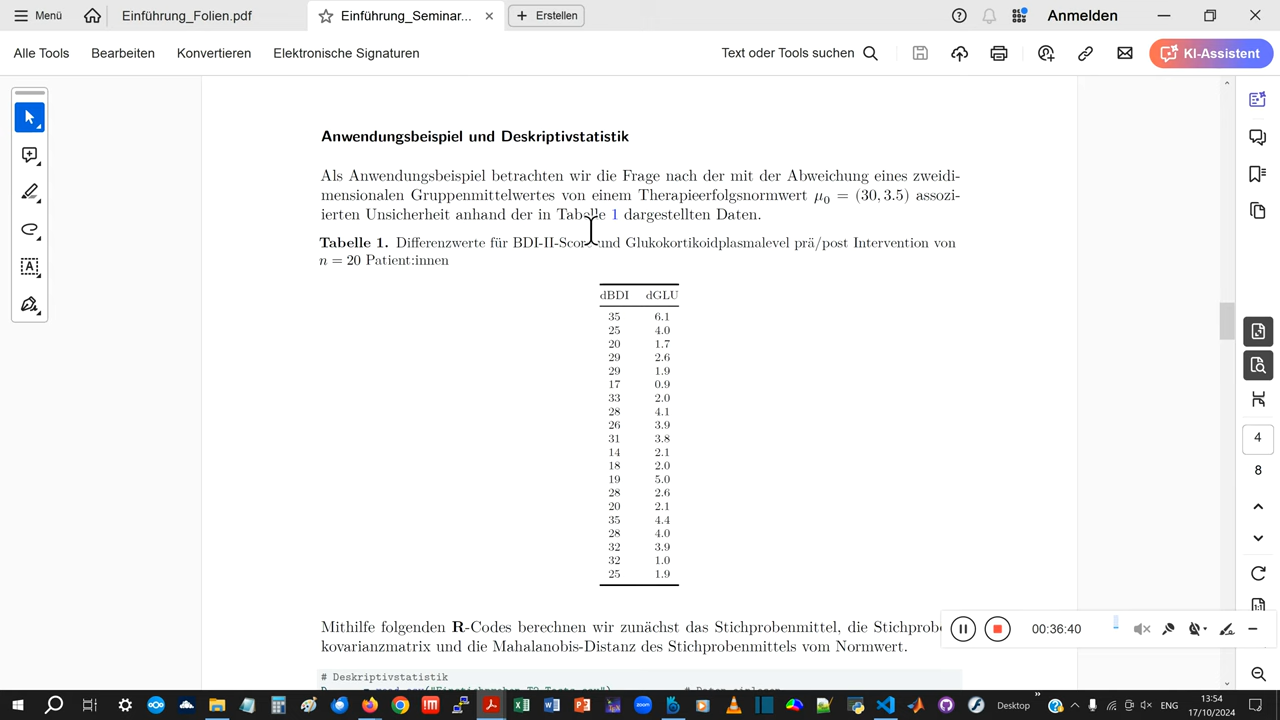 Menü
Einführung_Folien.pdf
Einführung_Seminar...
Erstellen
Anmelden
Alle Tools
Bearbeiten
Konvertieren
Elektronische Signaturen
Text oder Tools suchen
KI-Assistent
Anwendungsbeispiel und Deskriptivstatistik
Als Anwendungsbeispiel betrachten wir die Frage nach der mit der Abweichung eines zweidi-
mensionalen Gruppenmittelwertes von einem Therapieerfolgsnormwert μ₀ = (30, 3.5) assozi-
ierten Unsicherheit anhand der in Tabelle 1 dargestellten Daten.
Tabelle 1. Differenzwerte für BDI-II-Score und Glukokortikoidplasmalevel prä/post Intervention von
n = 20 Patient:innen
dBDI dGLU
35 6.1
25 4.0
20 1.7
29 2.6
29 1.9
17 0.9
33 2.0
28 4.1
26 3.9
31 3.8
14 2.1
18 2.0
19 5.0
28 2.6
20 2.1
35 4.4
28 4.0
32 3.9
32 1.0
25 1.9
4
8
Mithilfe folgenden R-Codes berechnen wir zunächst das Stichprobenmittel, die Stichprobe
kovarianzmatrix und die Mahalanobis-Distanz des Stichprobenmittels vom Normwert.
00:36:40
# Deskriptivstatistik
Desktop
ENG
13:54
17/10/2024